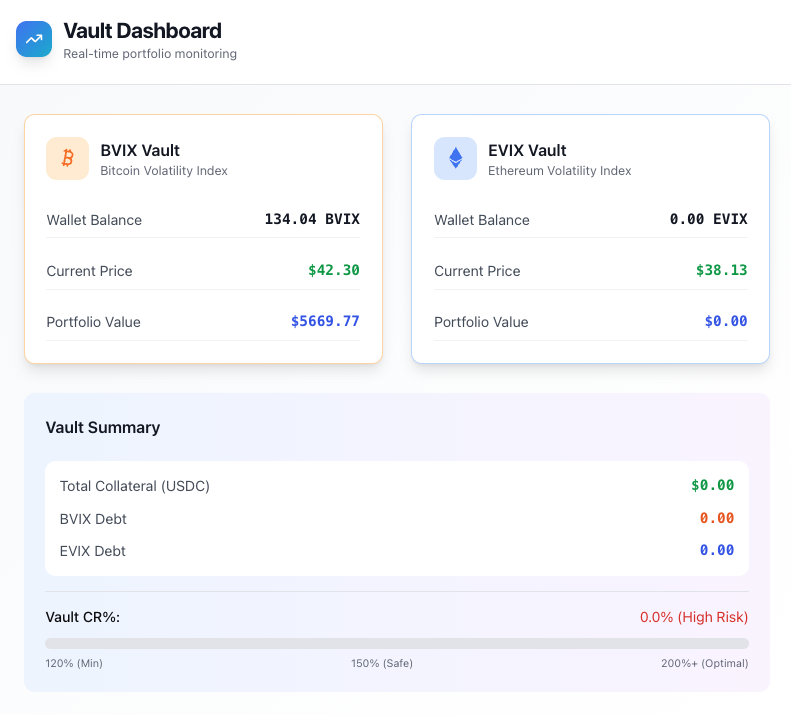 Vault Dashboard
Real-time portfolio monitoring
BVIX Vault
Bitcoin Volatility Index
Wallet Balance 134.04 BVIX
Current Price $42.30
Portfolio Value $5669.77
EVIX Vault
Ethereum Volatility Index
Wallet Balance 0.00 EVIX
Current Price $38.13
Portfolio Value $0.00
Vault Summary
Total Collateral (USDC) $0.00
BVIX Debt 0.00
EVIX Debt 0.00
Vault CR%: 0.0% (High Risk)
120% (Min) 150% (Safe) 200%+ (Optimal)